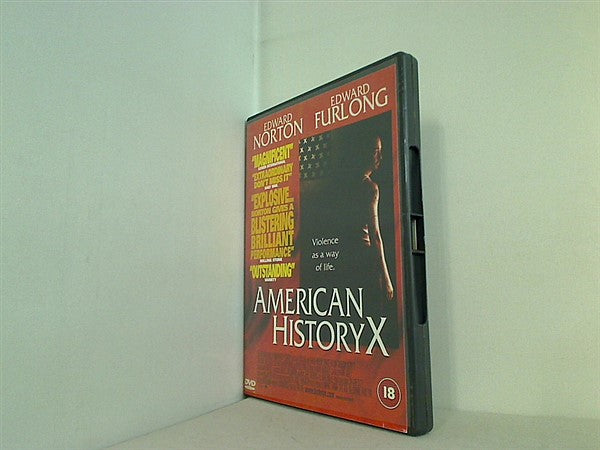 EDWARD
NORTON
EDWARD
FURLONG
"MAGNIFICENT"
"EXTRAORDINARY
DON'T MISS IT"
"EXPLOSIVE...
NORTON GIVES A
BLISTERING
BRILLIANT
PERFORMANCE"
ROLLING STONE
"OUTSTANDING"
VARIETY
Violence
as a way
of life.
AMERICAN
HISTORY X
DVD
18